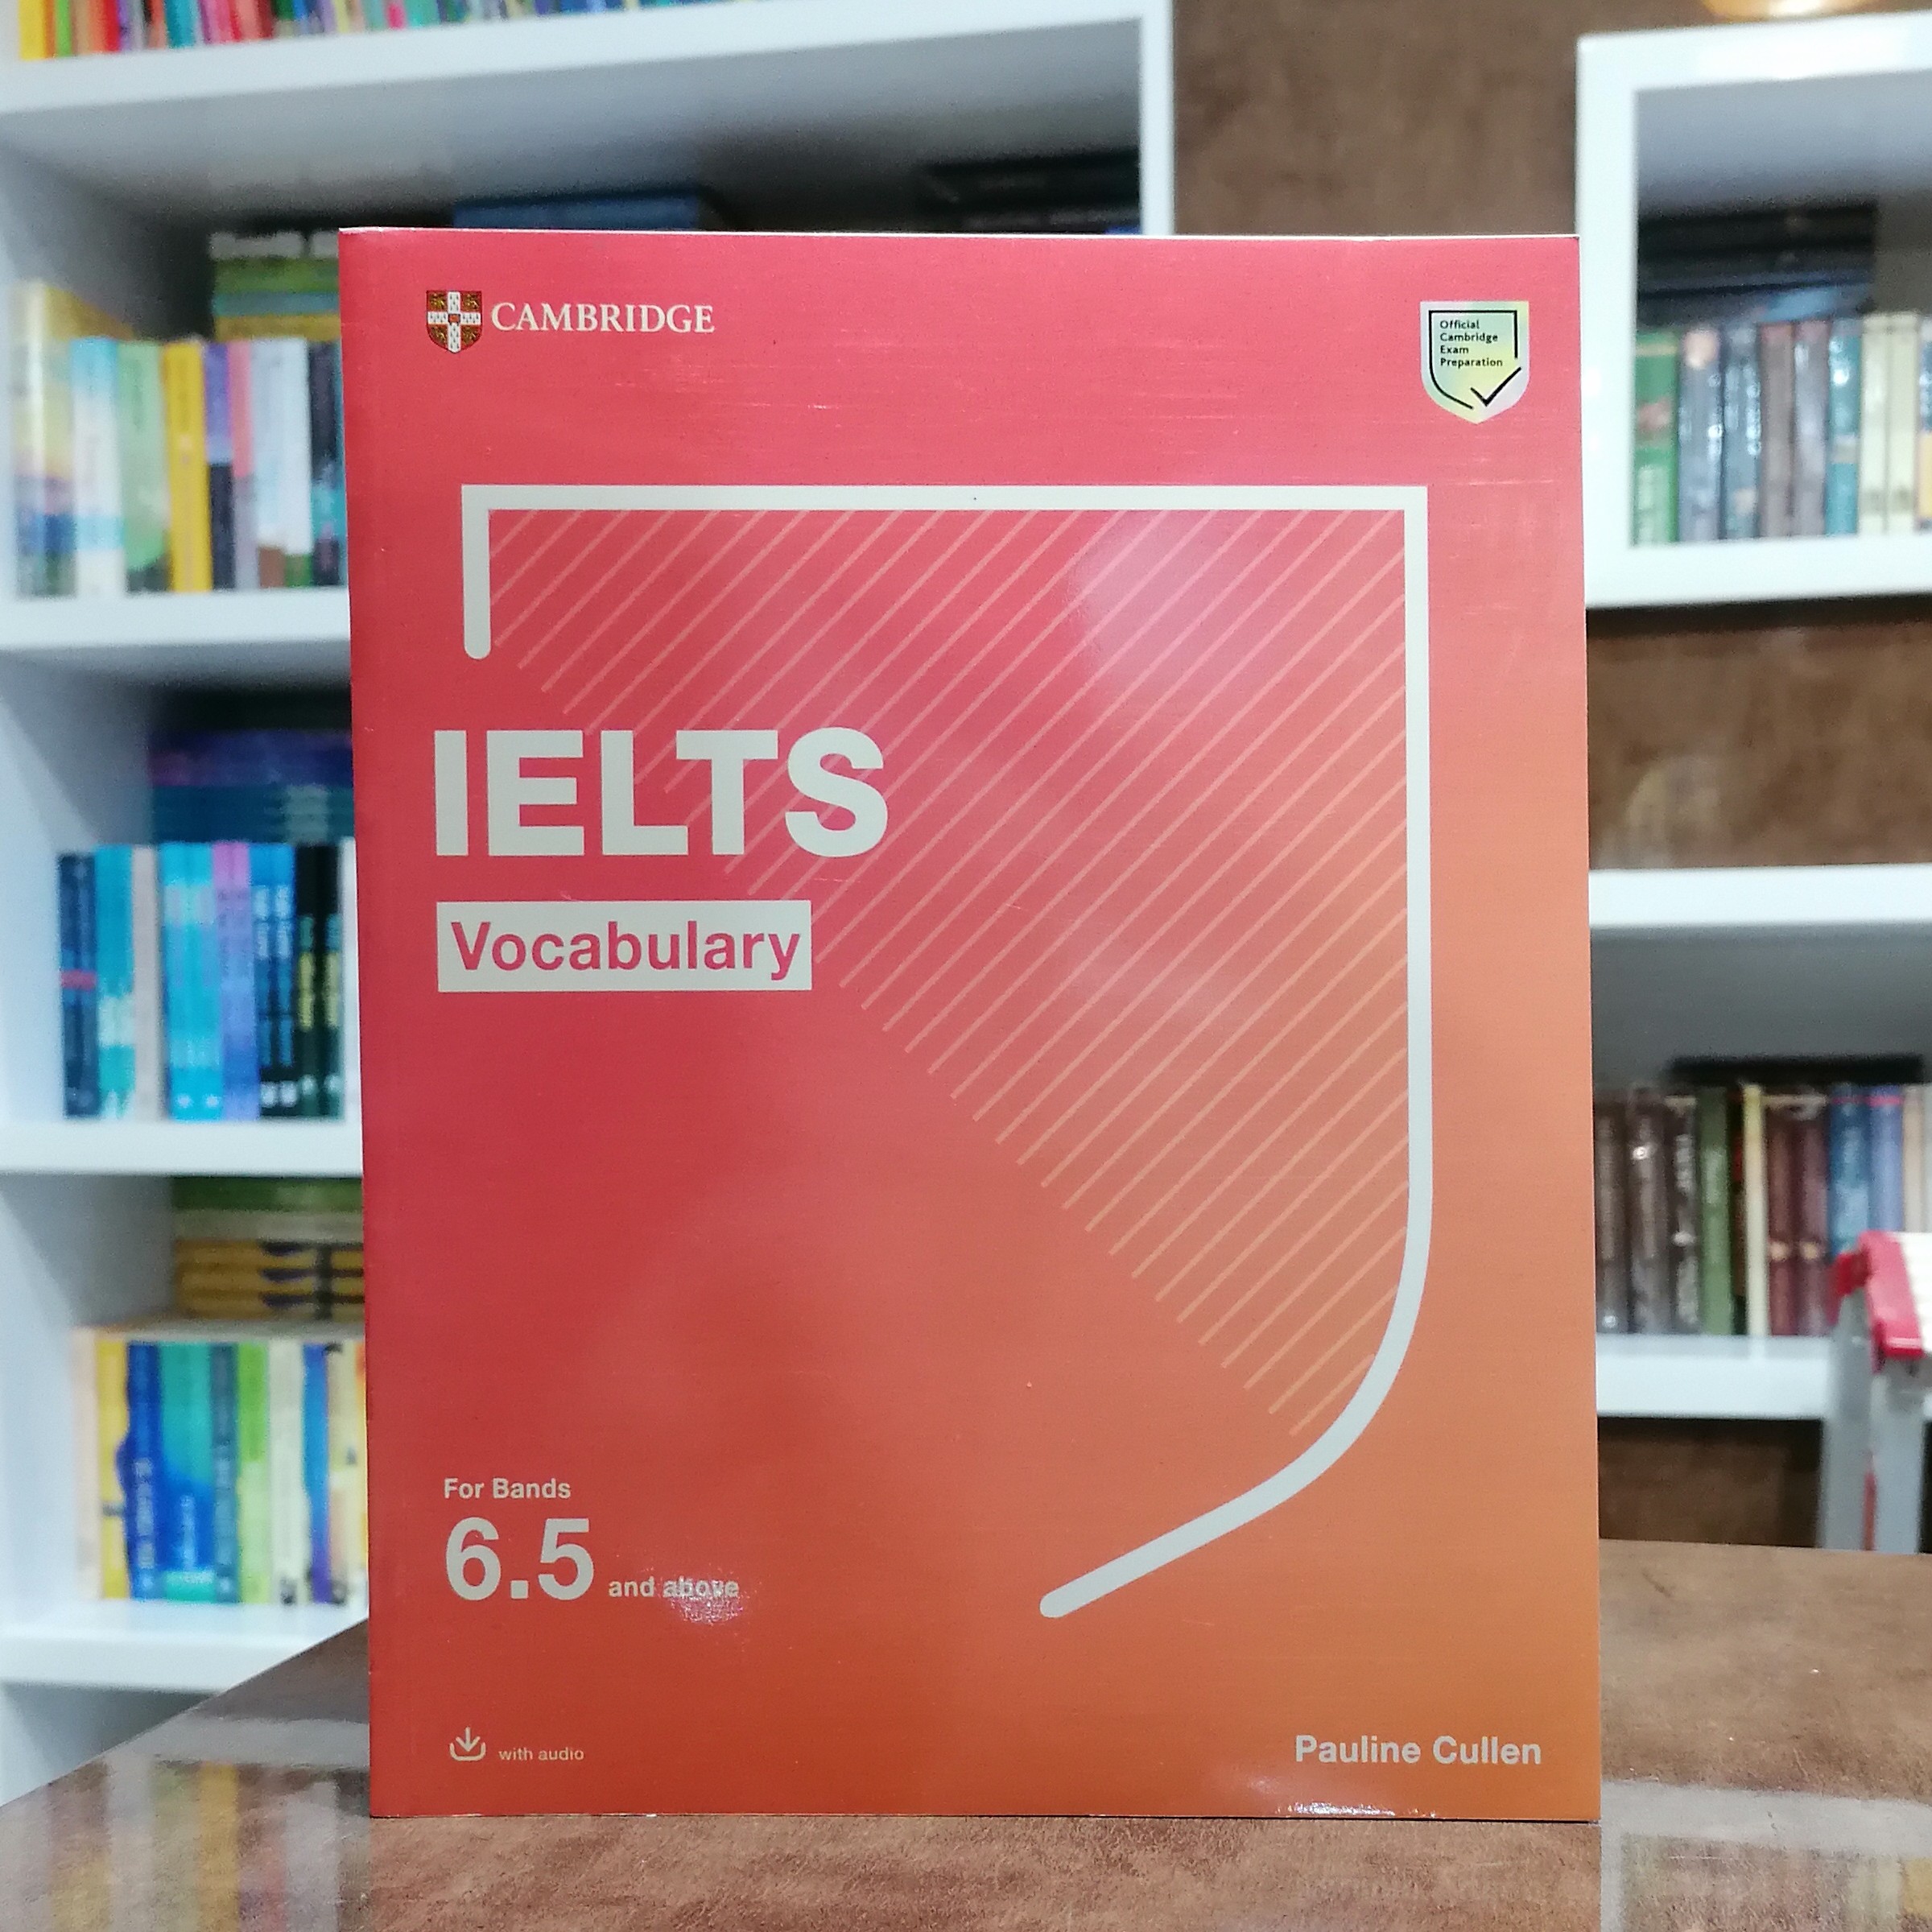 CAMBRIDGE
Official
Cambridge
Exam
Preparation
IELTS
Vocabulary
For Bands
6.5 and above
with audio
Pauline Cullen